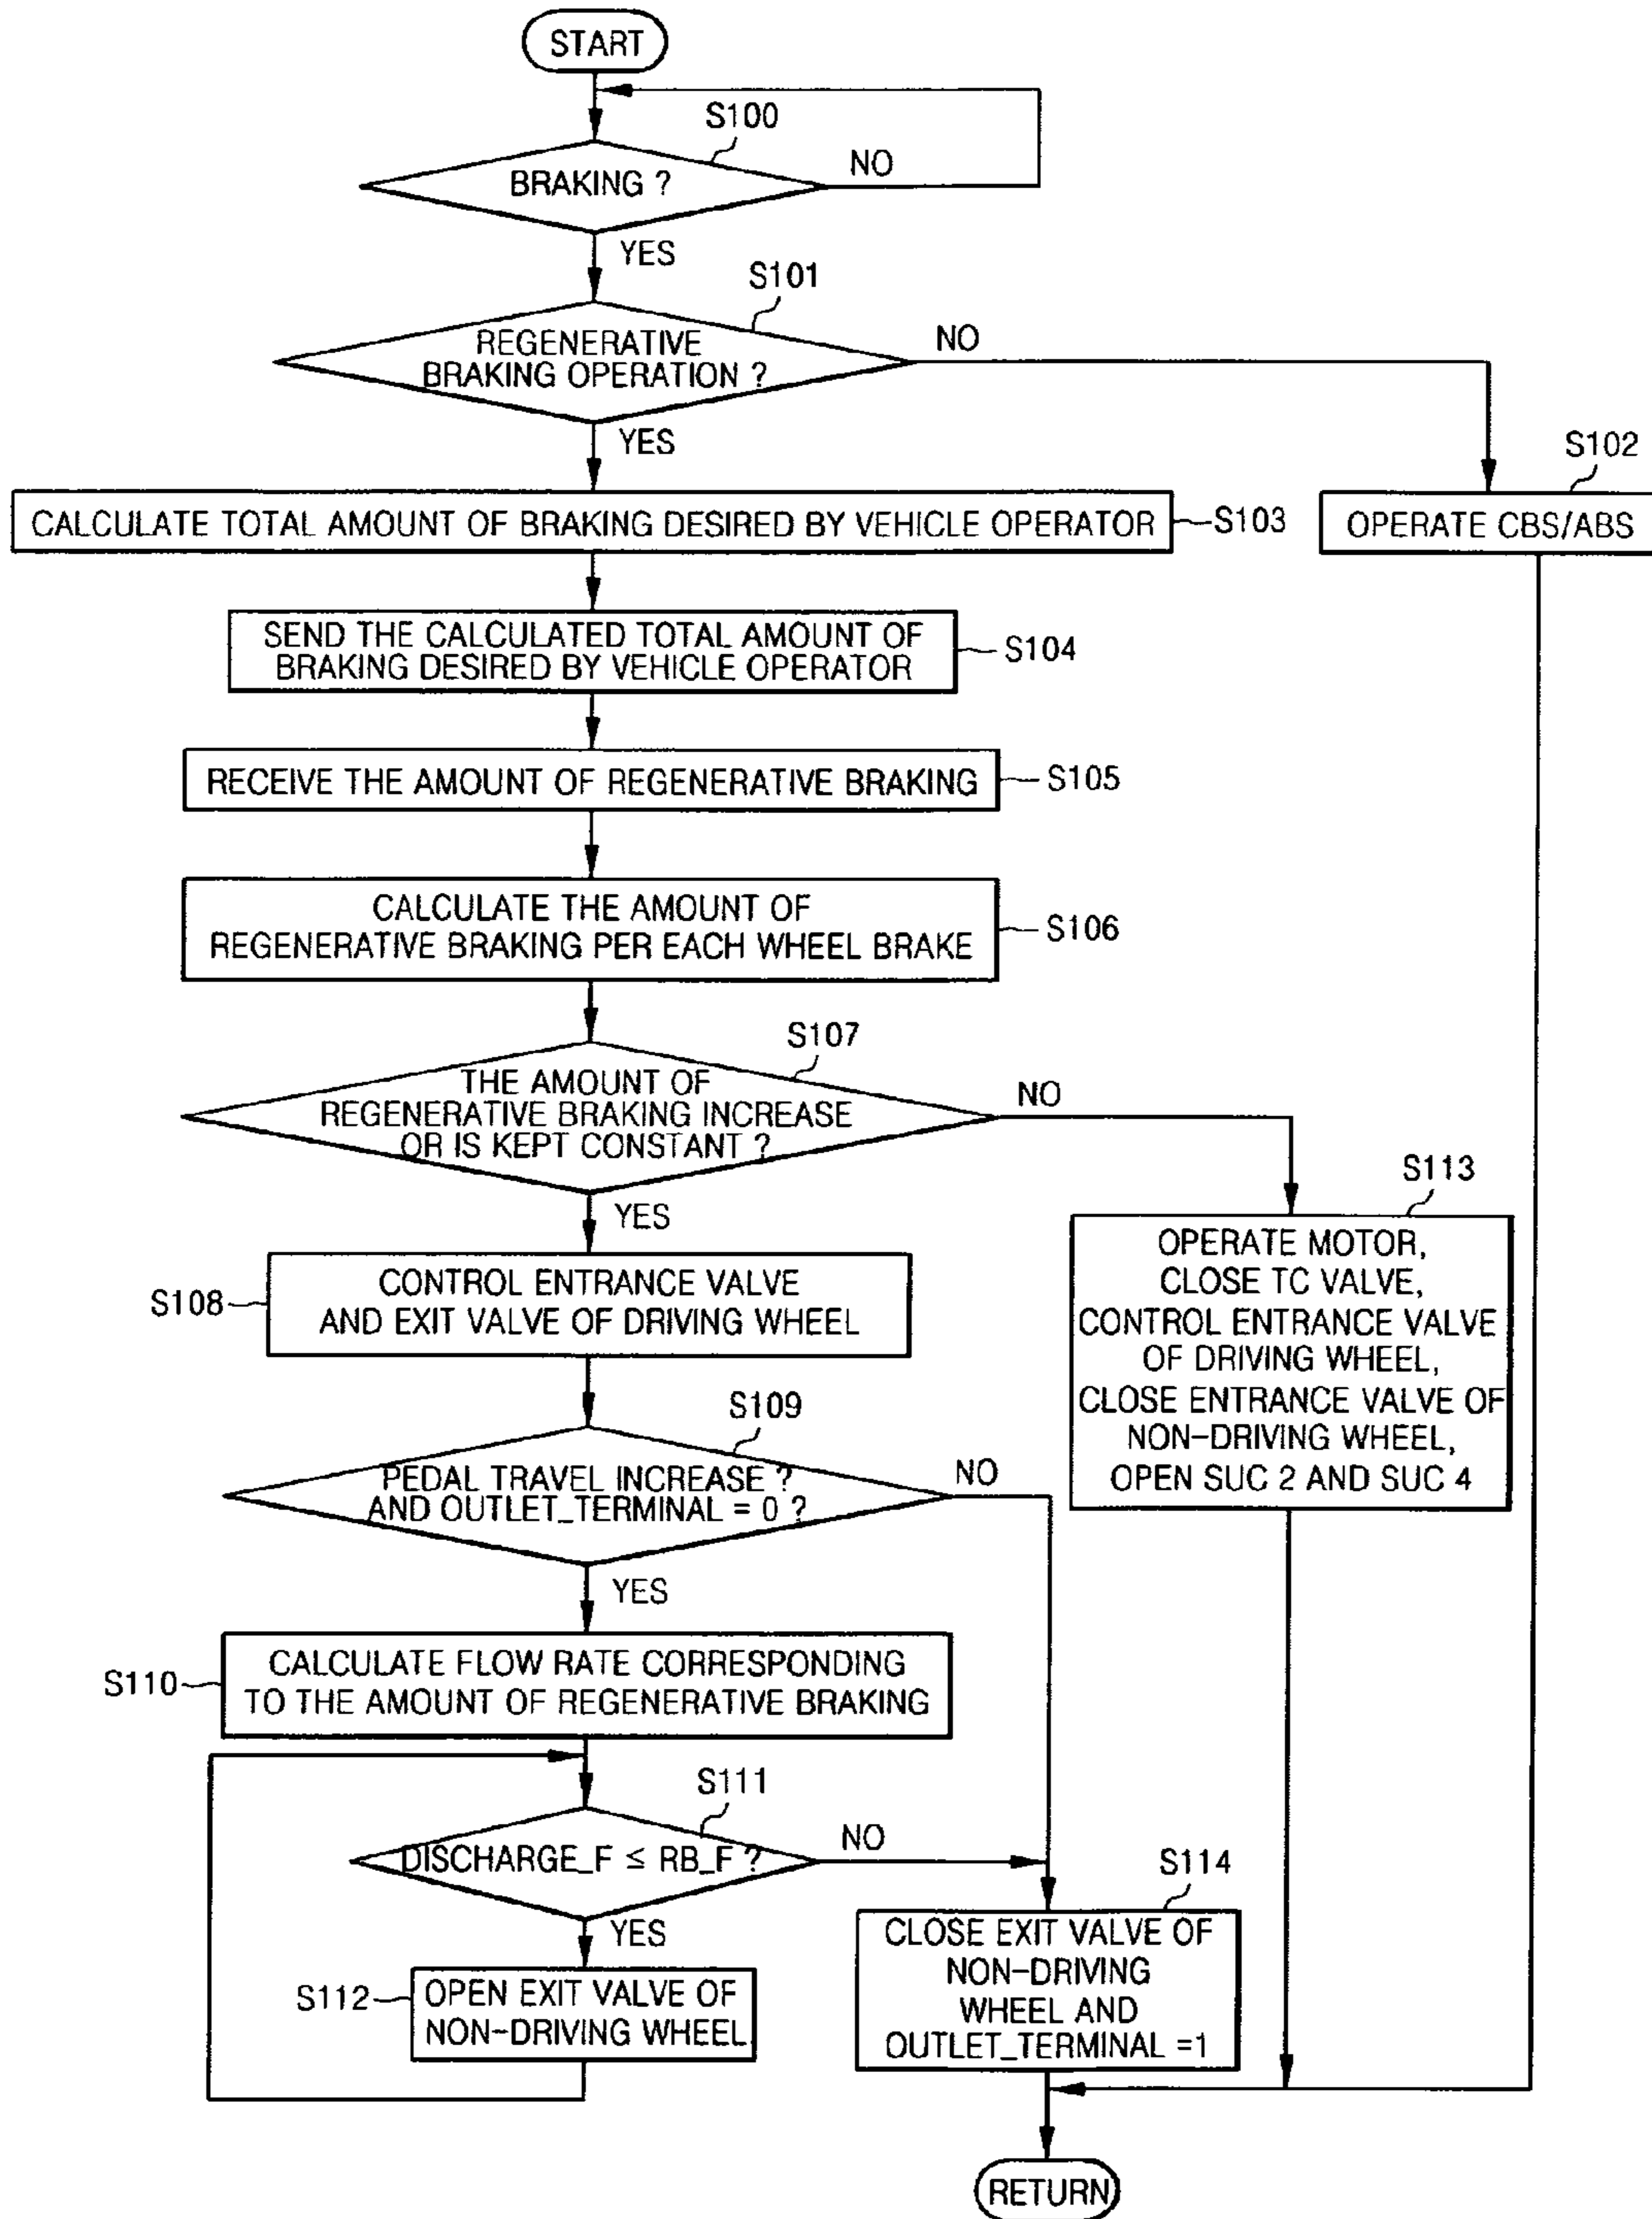 START
S100
BRAKING ?
NO
YES
S101
REGENERATIVE
BRAKING OPERATION ?
NO
YES
S102
OPERATE CBS/ABS
CALCULATE TOTAL AMOUNT OF BRAKING DESIRED BY VEHICLE OPERATOR
S103
SEND THE CALCULATED TOTAL AMOUNT OF
BRAKING DESIRED BY VEHICLE OPERATOR
S104
RECEIVE THE AMOUNT OF REGENERATIVE BRAKING
S105
CALCULATE THE AMOUNT OF
REGENERATIVE BRAKING PER EACH WHEEL BRAKE
S106
S107
THE AMOUNT OF
REGENERATIVE BRAKING INCREASE
OR IS KEPT CONSTANT ?
NO
YES
S113
OPERATE MOTOR,
CLOSE TC VALVE,
CONTROL ENTRANCE VALVE
OF DRIVING WHEEL,
CLOSE ENTRANCE VALVE OF
NON-DRIVING WHEEL,
OPEN SUC 2 AND SUC 4
S108
CONTROL ENTRANCE VALVE
AND EXIT VALVE OF DRIVING WHEEL
S109
PEDAL TRAVEL INCREASE ?
AND OUTLET_TERMINAL = 0 ?
NO
YES
S110
CALCULATE FLOW RATE CORRESPONDING
TO THE AMOUNT OF REGENERATIVE BRAKING
S111
DISCHARGE_F ≤ RB_F ?
NO
YES
S112
OPEN EXIT VALVE OF
NON-DRIVING WHEEL
S114
CLOSE EXIT VALVE OF
NON-DRIVING
WHEEL AND
OUTLET_TERMINAL =1
RETURN